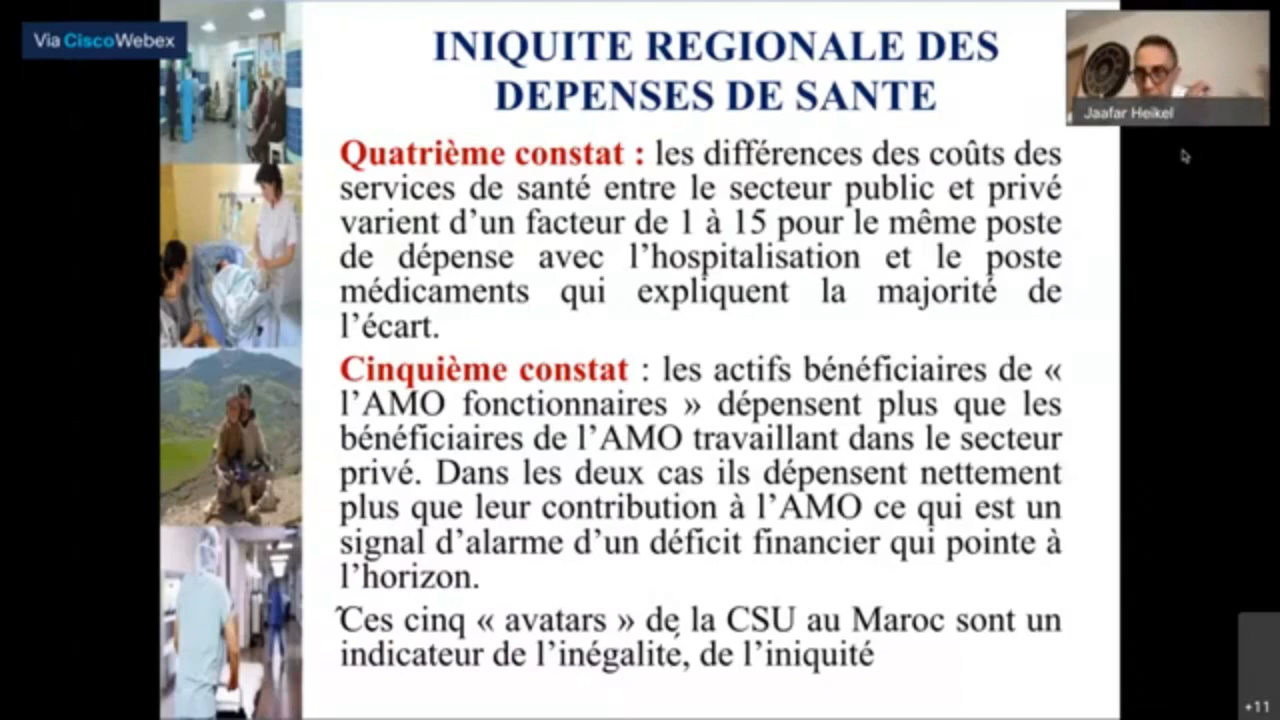 Via CiscoWebex
INIQUITE REGIONALE DES
DEPENSES DE SANTE
Jaafar Heikel
Quatrième constat : les différences des coûts des
services de santé entre le secteur public et privé
varient d’un facteur de 1 à 15 pour le même poste
de dépense avec l’hospitalisation et le poste
médicaments qui expliquent la majorité de
l’écart.
Cinquième constat : les actifs bénéficiaires de «
l’AMO fonctionnaires » dépensent plus que les
bénéficiaires de l’AMO travaillant dans le secteur
privé. Dans les deux cas ils dépensent nettement
plus que leur contribution à l’AMO ce qui est un
signal d’alarme d’un déficit financier qui pointe à
l’horizon.
Ces cinq « avatars » de la CSU au Maroc sont un
indicateur de l’inégalité, de l’iniquité
+11